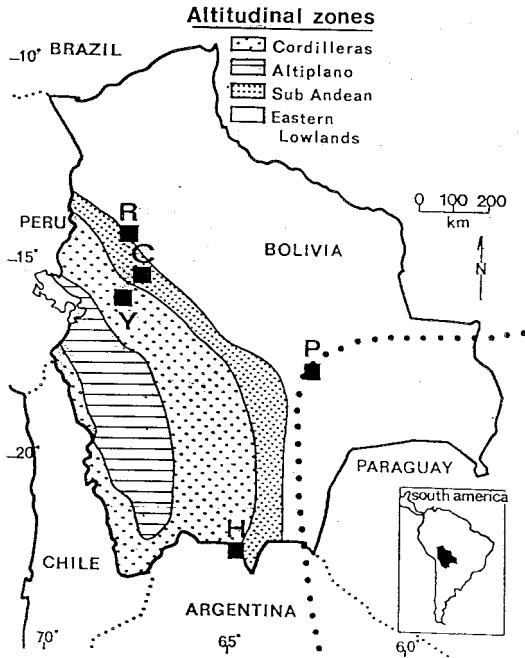 Altitudinal zones
Cordilleras
Altiplano
Sub Andean
Eastern
Lowlands
BRAZIL
–10°
0 100 200
km
N
PERU
R
–15°
C
BOLIVIA
Y
P
–20°
PARAGUAY
south america
H
CHILE
ARGENTINA
70°
65°
60°